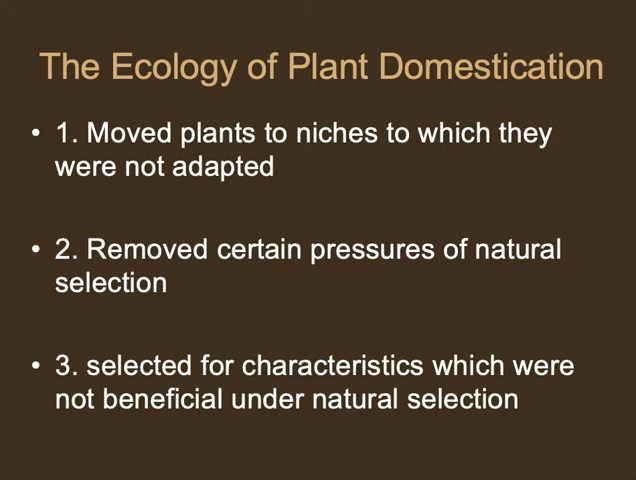 The Ecology of Plant Domestication
• 1. Moved plants to niches to which they
were not adapted
• 2. Removed certain pressures of natural
selection
• 3. selected for characteristics which were
not beneficial under natural selection